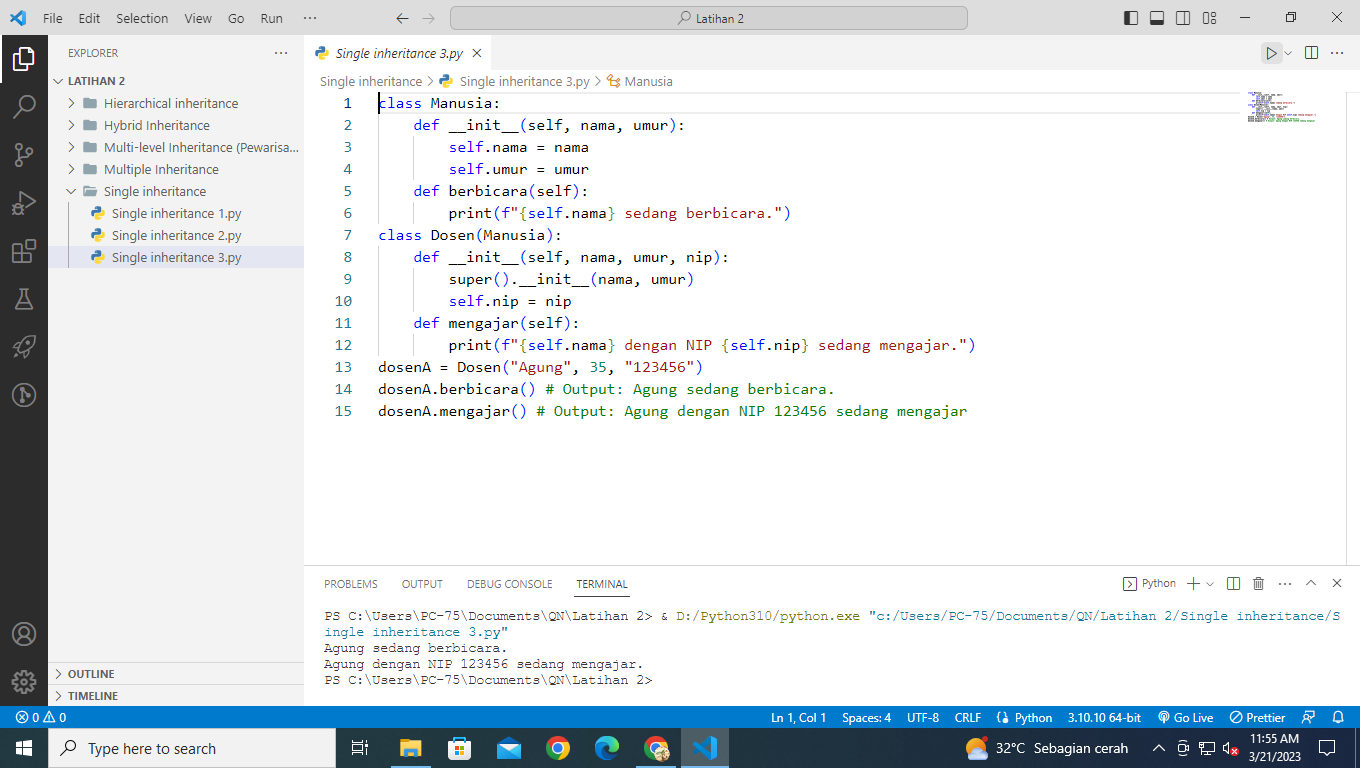 File Edit Selection View Go Run ···
Latihan 2
EXPLORER ···
LATIHAN 2
Hierarchical inheritance
Hybrid Inheritance
Multi-level Inheritance (Pewarisa...
Multiple Inheritance
Single inheritance
Single inheritance 1.py
Single inheritance 2.py
Single inheritance 3.py
OUTLINE
TIMELINE
Single inheritance 3.py
Single inheritance > Single inheritance 3.py > Manusia
1 class Manusia:
2     def __init__(self, nama, umur):
3         self.nama = nama
4         self.umur = umur
5     def berbicara(self):
6         print(f"{self.nama} sedang berbicara.")
7 class Dosen(Manusia):
8     def __init__(self, nama, umur, nip):
9         super().__init__(nama, umur)
10         self.nip = nip
11     def mengajar(self):
12         print(f"{self.nama} dengan NIP {self.nip} sedang mengajar.")
13 dosenA = Dosen("Agung", 35, "123456")
14 dosenA.berbicara() # Output: Agung sedang berbicara.
15 dosenA.mengajar() # Output: Agung dengan NIP 123456 sedang mengajar
PROBLEMS OUTPUT DEBUG CONSOLE TERMINAL Python
PS C:\Users\PC-75\Documents\QN\Latihan 2> & D:/Python310/python.exe "c:/Users/PC-75/Documents/QN/Latihan 2/Single inheritance/S
ingle inheritance 3.py"
Agung sedang berbicara.
Agung dengan NIP 123456 sedang mengajar.
PS C:\Users\PC-75\Documents\QN\Latihan 2>
0 0 Ln 1, Col 1 Spaces: 4 UTF-8 CRLF Python 3.10.10 64-bit Go Live Prettier
Type here to search 32°C Sebagian cerah 11:55 AM
3/21/2023